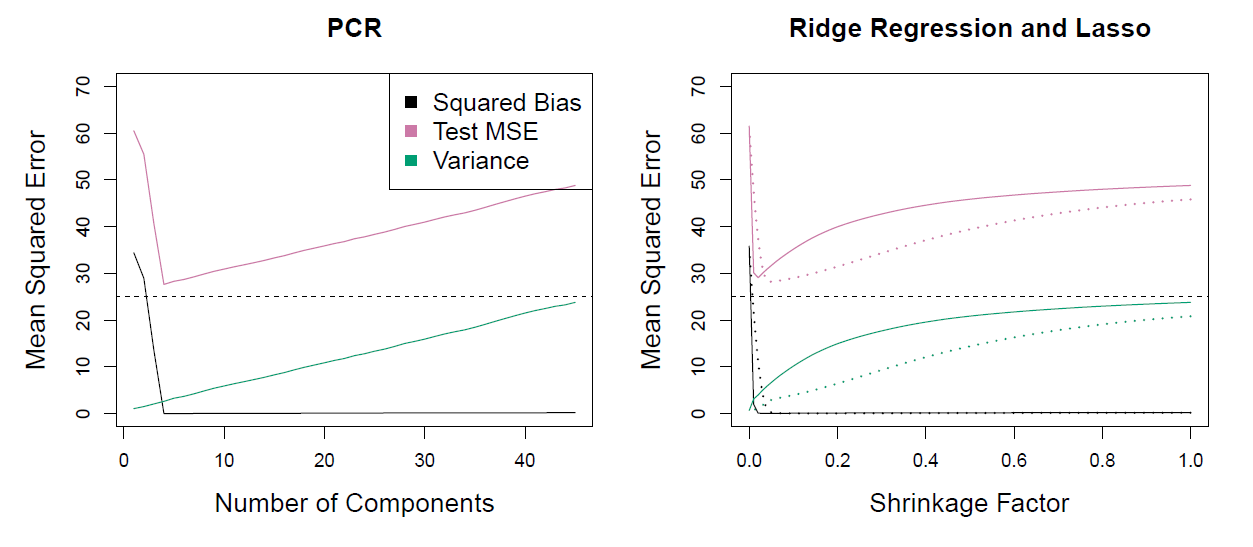 PCR
Mean Squared Error
70
60
50
40
30
20
10
0
Squared Bias
Test MSE
Variance
0 10 20 30 40
Number of Components
Ridge Regression and Lasso
Mean Squared Error
70
60
50
40
30
20
10
0
0.0 0.2 0.4 0.6 0.8 1.0
Shrinkage Factor